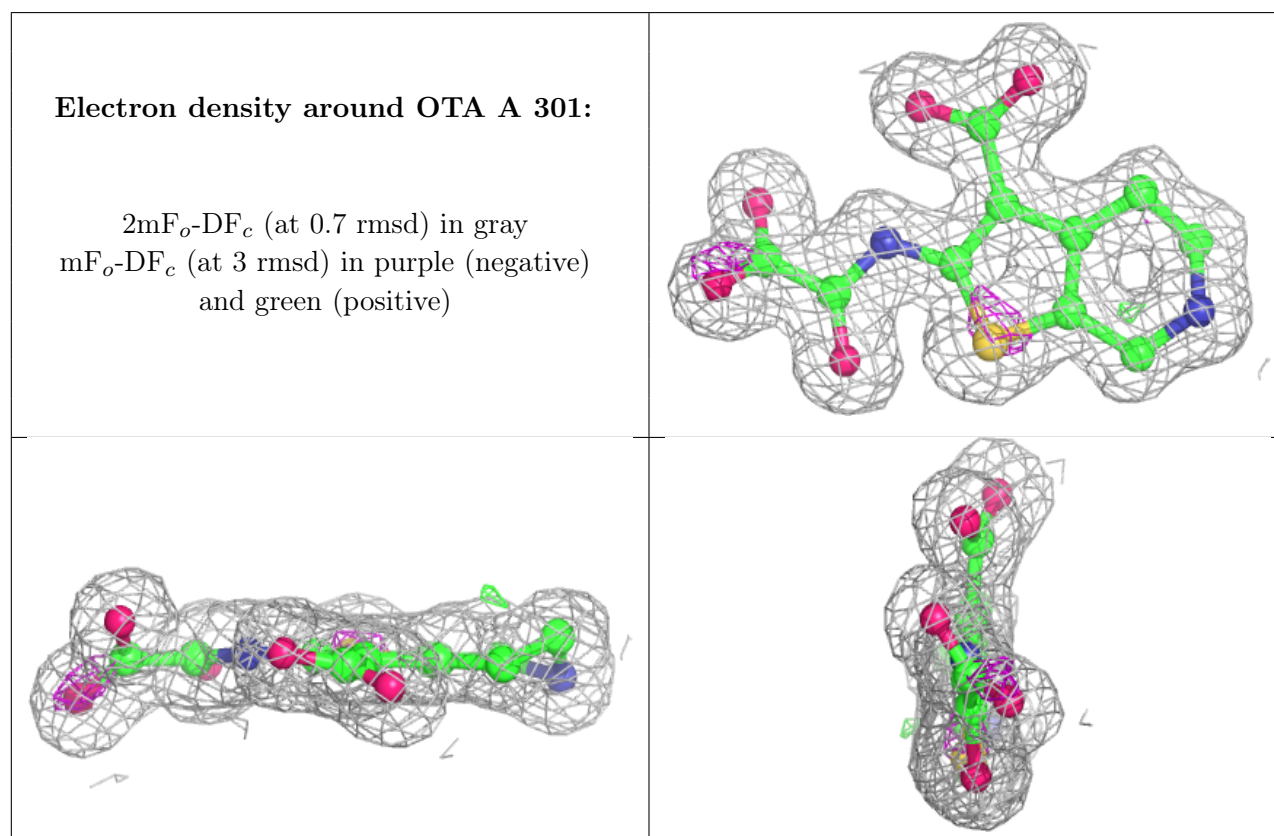 Electron density around OTA A 301:
2mFo-DFc (at 0.7 rmsd) in gray
mFo-DFc (at 3 rmsd) in purple (negative)
and green (positive)